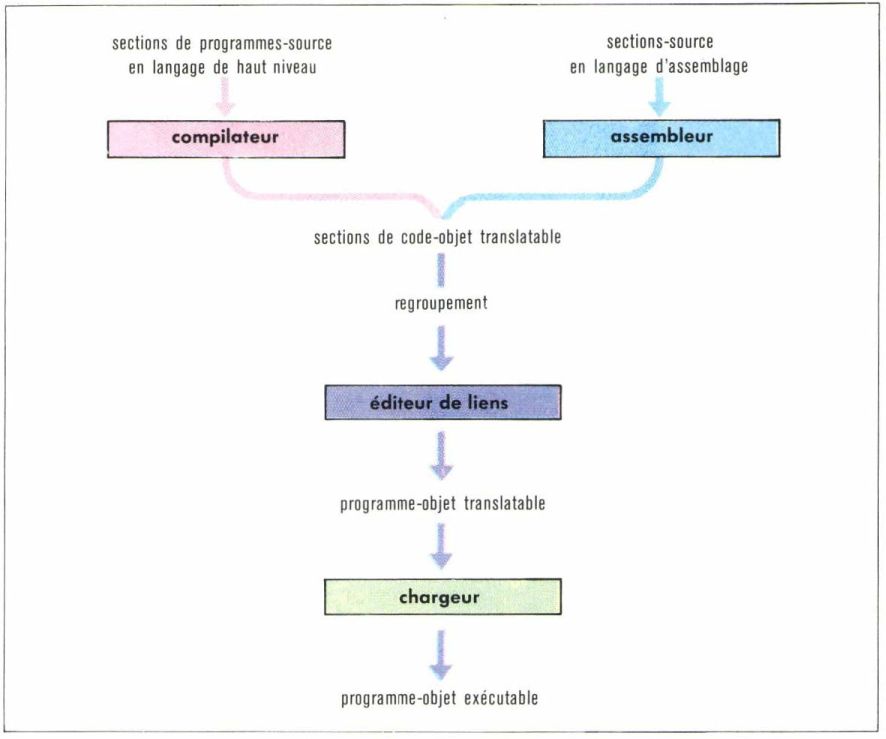 sections de programmes-source
en langage de haut niveau
sections-source
en langage d'assemblage
compilateur
assembleur
sections de code-objet translatable
regroupement
éditeur de liens
programme-objet translatable
chargeur
programme-objet exécutable